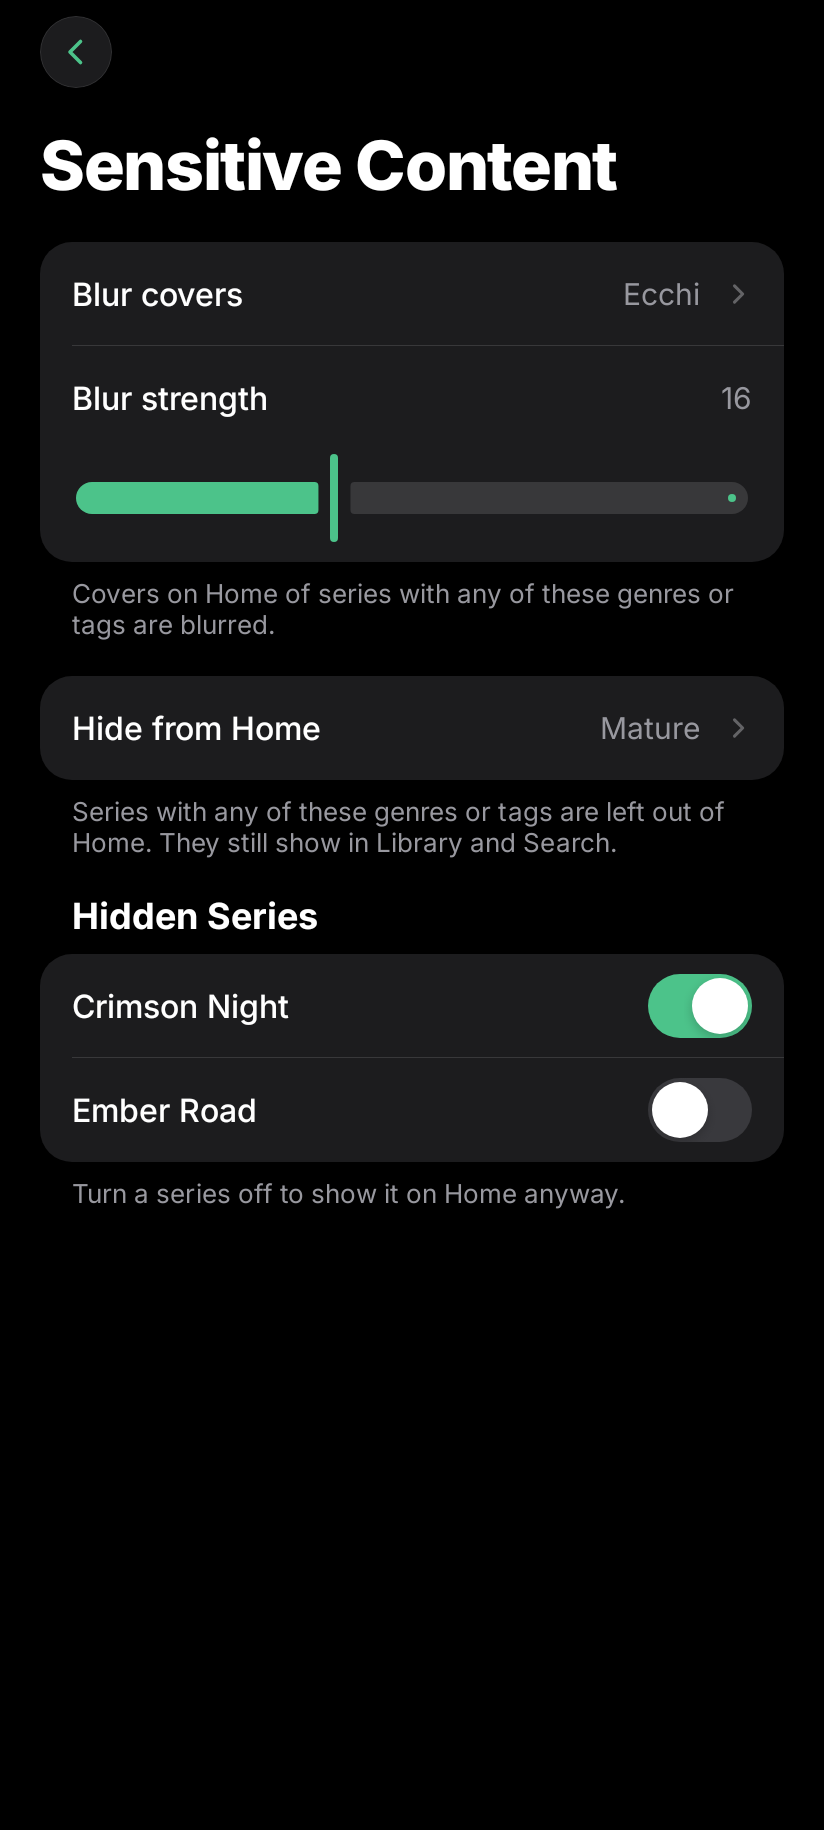 Sensitive Content
Blur covers
Ecchi
Blur strength
16
Covers on Home of series with any of these genres or
tags are blurred.
Hide from Home
Mature
Series with any of these genres or tags are left out of
Home. They still show in Library and Search.
Hidden Series
Crimson Night
Ember Road
Turn a series off to show it on Home anyway.